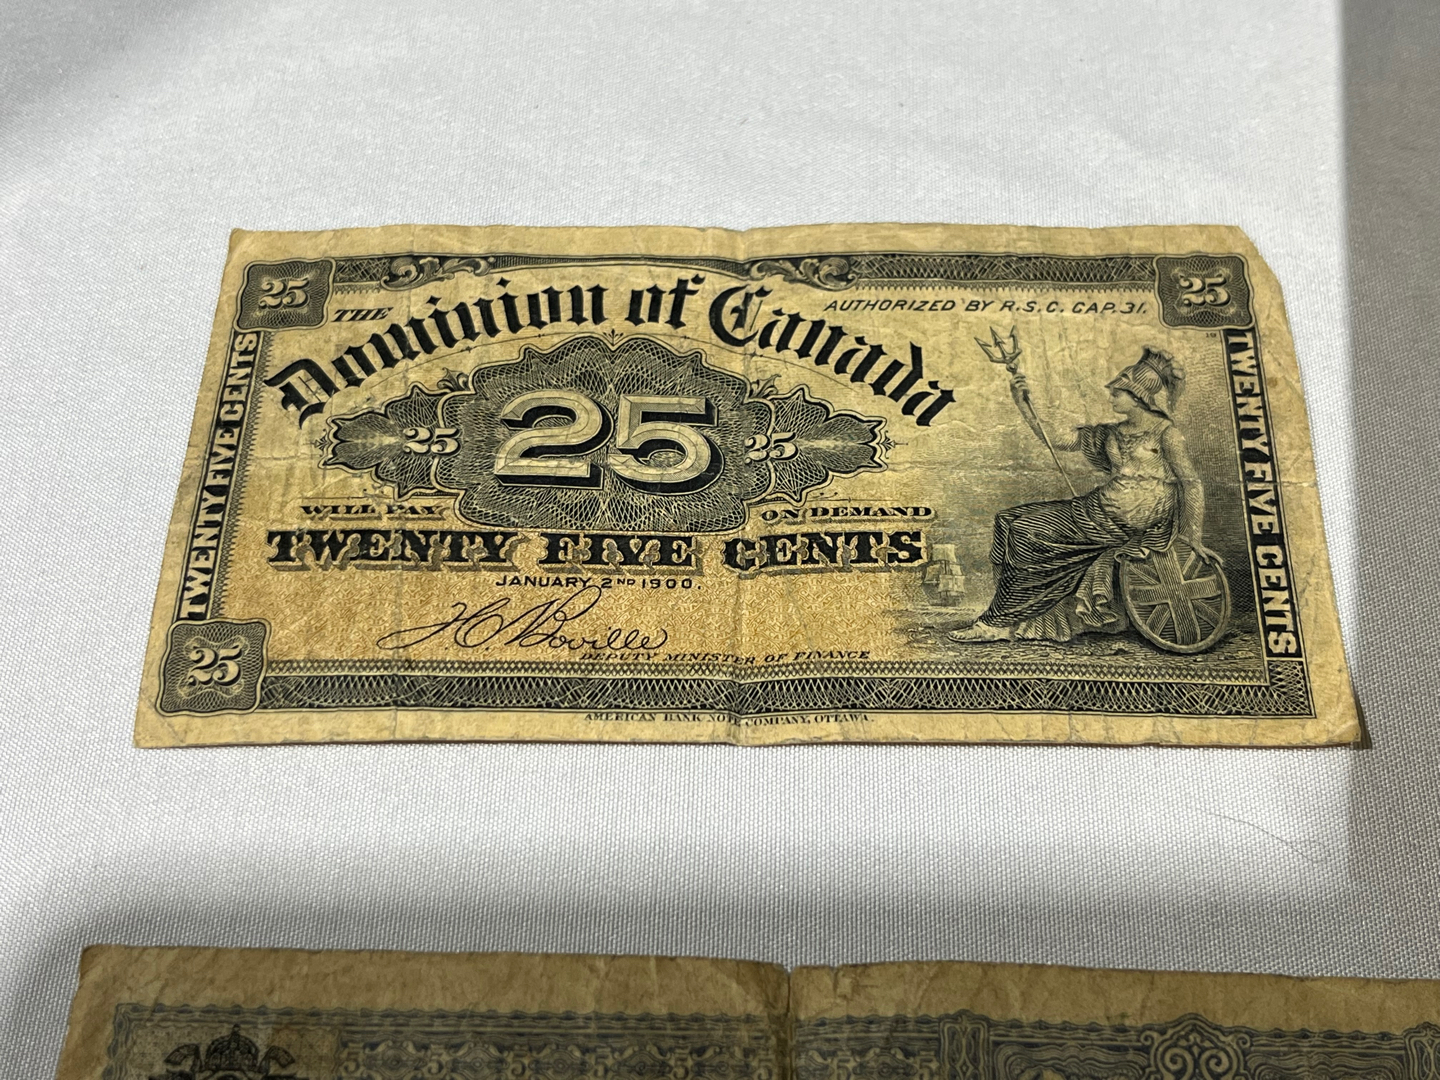 25
25
THE
Dominion of Canada
AUTHORIZED BY R.S.C. CAP. 31.
25
25
25
WILL PAY
ON DEMAND
TWENTY FIVE CENTS
JANUARY 2ND 1900.
H.C. Boville
DEPUTY MINISTER OF FINANCE
TWENTY FIVE CENTS
TWENTY FIVE CENTS
25
AMERICAN BANK NOTE COMPANY, OTTAWA.